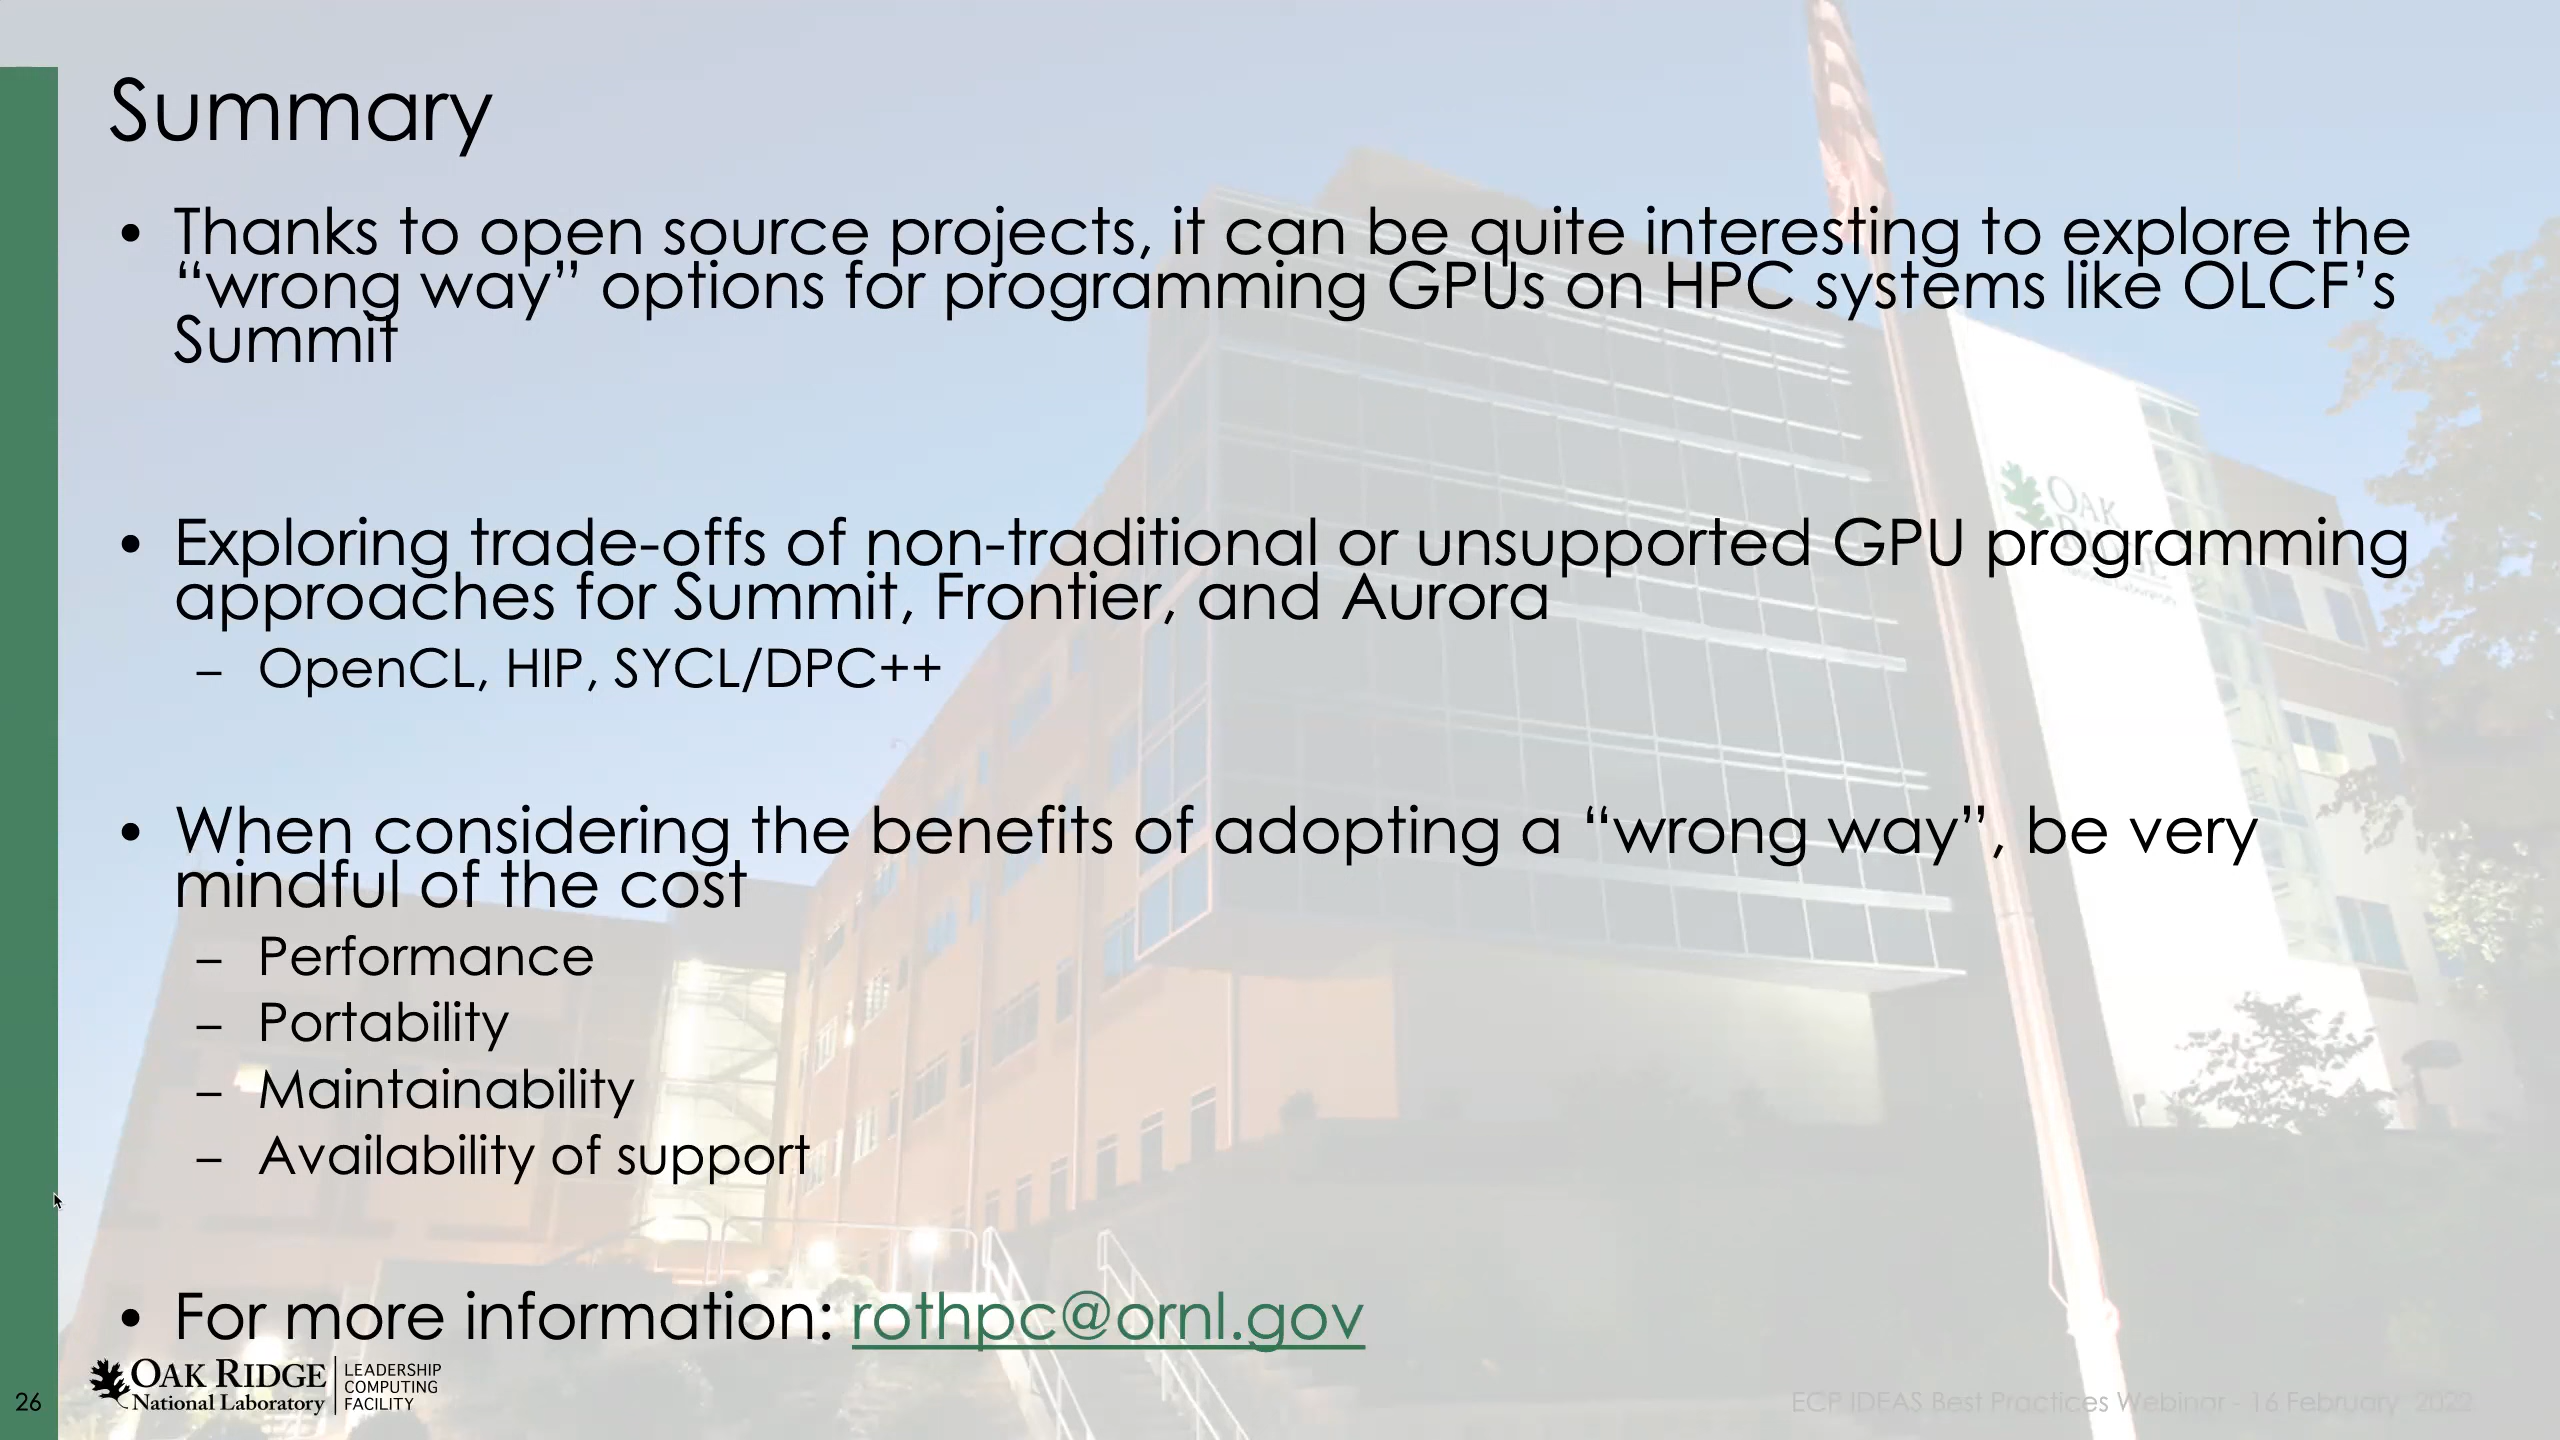 Summary
• Thanks to open source projects, it can be quite interesting to explore the
“wrong way” options for programming GPUs on HPC systems like OLCF’s
Summit
• Exploring trade-offs of non-traditional or unsupported GPU programming
approaches for Summit, Frontier, and Aurora
– OpenCL, HIP, SYCL/DPC++
• When considering the benefits of adopting a “wrong way”, be very
mindful of the cost
– Performance
– Portability
– Maintainability
– Availability of support
• For more information: rothpc@ornl.gov
OAK RIDGE
National Laboratory
LEADERSHIP
COMPUTING
FACILITY
26
ECP IDEAS Best Practices Webinar - 16 February 2022
OAK